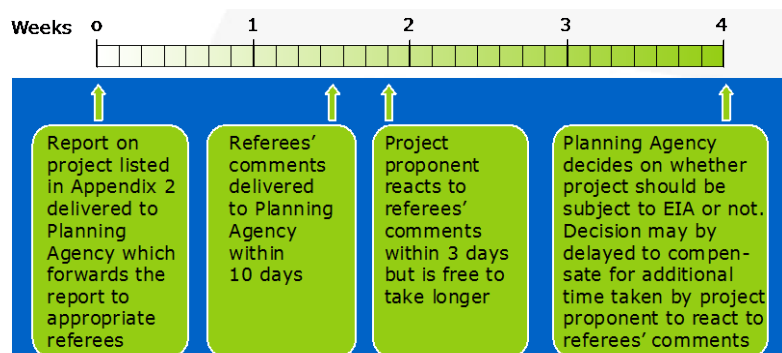 Weeks 0 1 2 3 4
Report on
project listed
in Appendix 2
delivered to
Planning
Agency which
forwards the
report to
appropriate
referees
Referees'
comments
delivered
to Planning
Agency
within
10 days
Project
proponent
reacts to
referees'
comments
within 3 days
but is free to
take longer
Planning Agency
decides on whether
project should be
subject to EIA or not.
Decision may by
delayed to compen-
sate for additional
time taken by project
proponent to react to
referees' comments